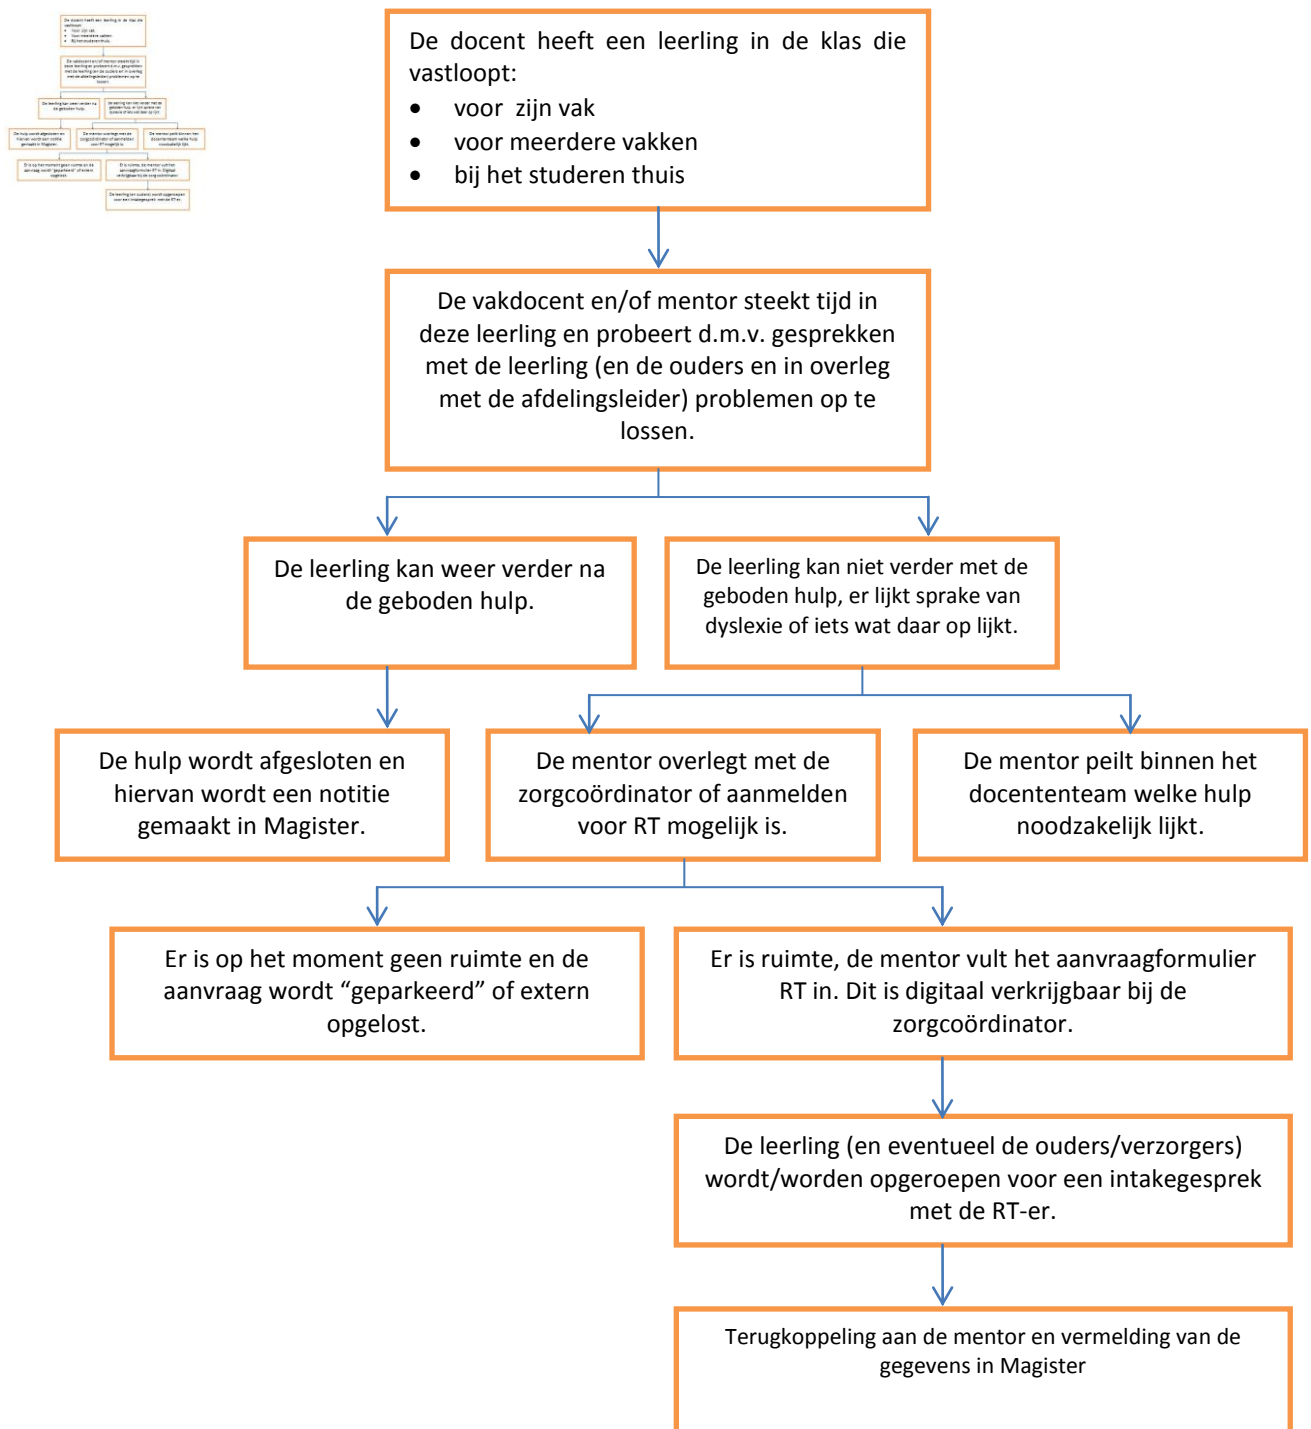 De docent heeft een leerling in de klas die
vastloopt:
• voor zijn vak
• voor meerdere vakken
• bij het studeren thuis
De vakdocent en/of mentor steekt tijd in
deze leerling en probeert d.m.v. gesprekken
met de leerling (en de ouders en in overleg
met de afdelingsleider) problemen op te
lossen.
De leerling kan weer verder na
de geboden hulp.
De leerling kan niet verder met de
geboden hulp, er lijkt sprake van
dyslexie of iets wat daar op lijkt.
De hulp wordt afgesloten en
hiervan wordt een notitie
gemaakt in Magister.
De mentor overlegt met de
zorgcoördinator of aanmelden
voor RT mogelijk is.
De mentor peilt binnen het
docententeam welke hulp
noodzakelijk lijkt.
Er is op het moment geen ruimte en de
aanvraag wordt “geparkeerd” of extern
opgelost.
Er is ruimte, de mentor vult het aanvraagformulier
RT in. Dit is digitaal verkrijgbaar bij de
zorgcoördinator.
De leerling (en eventueel de ouders/verzorgers)
wordt/worden opgeroepen voor een intakegesprek
met de RT-er.
Terugkoppeling aan de mentor en vermelding van de
gegevens in Magister